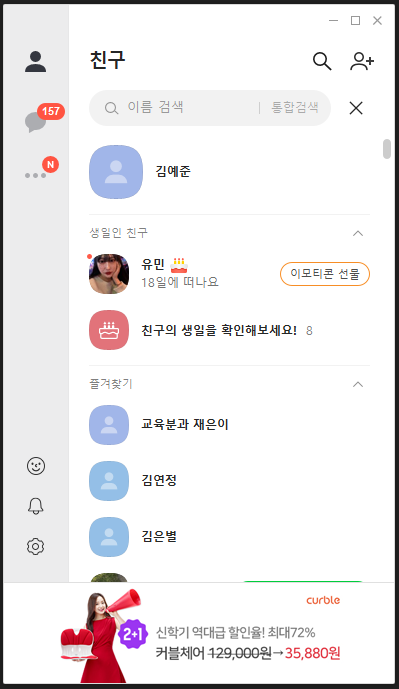 친구
157
이름 검색
통합검색
N
김예준
생일인 친구
유민
18일에 떠나요
이모티콘 선물
친구의 생일을 확인해보세요! 8
즐겨찾기
교육분과 재은이
김연정
김은별
curble
2+1
신학기 역대급 할인율! 최대72%
커블체어 129,000원→35,880원